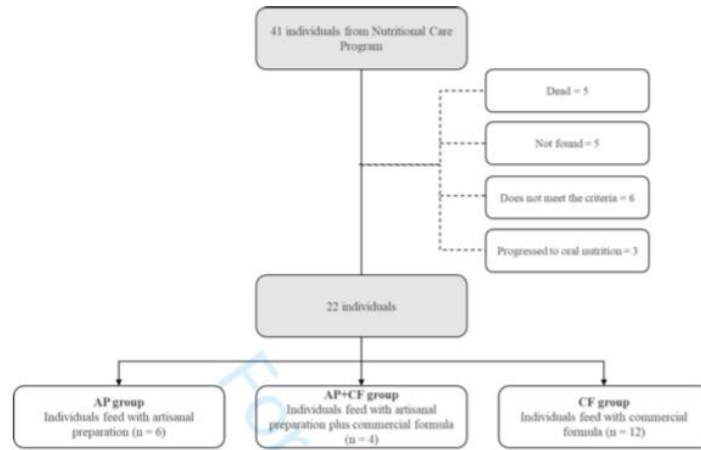 41 individuals from Nutritional Care
Program
Dead = 5
Not found = 5
Does not meet the criteria = 6
Progressed to oral nutrition = 3
22 individuals
AP group
Individuals feed with artisanal
preparation (n = 6)
AP+CF group
Individuals feed with artisanal
preparation plus commercial formula
(n = 4)
CF group
Individuals feed with commercial
formula (n = 12)
For